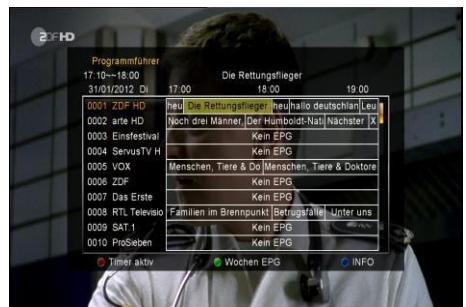 ZDF HD
Programmführer
17:10~~18:00 Die Rettungsflieger
31/01/2012 Di 17:00 18:00 19:00
0001 ZDF HD heu Die Rettungsflieger heu hallo deutschlan Leu
0002 arte HD Noch drei Männer, Der Humboldt-Nati Nächster X
0003 Einsfestival Kein EPG
0004 ServusTV H Kein EPG
0005 VOX Menschen, Tiere & Do Menschen, Tiere & Doktore
0006 ZDF Kein EPG
0007 Das Erste Kein EPG
0008 RTL Televisio Familien im Brennpunkt Betrugsfälle Unter uns
0009 SAT.1 Kein EPG
0010 ProSieben Kein EPG
Timer aktiv Wochen EPG INFO